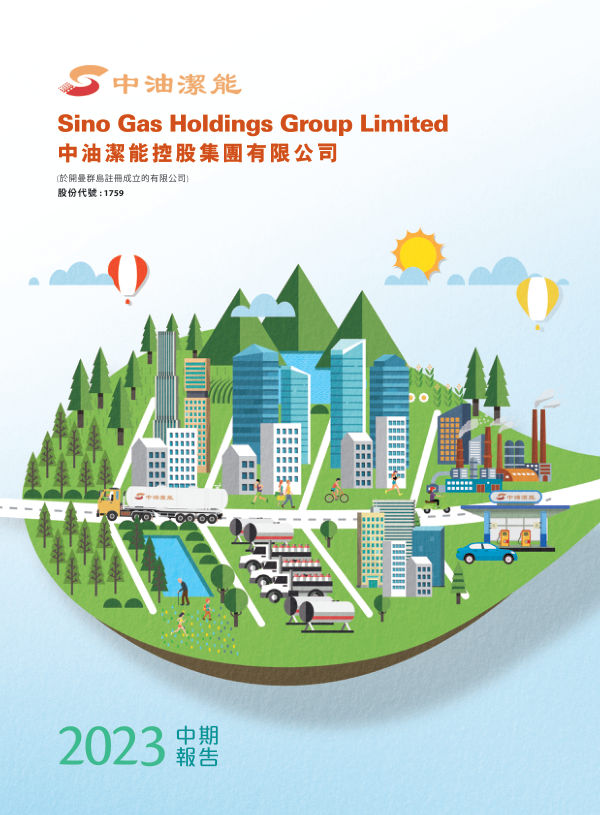 中油潔能
Sino Gas Holdings Group Limited
中油潔能控股集團有限公司
(於開曼群島註冊成立的有限公司)
股份代號 : 1759
中油潔能
中油潔能
2023 中期
報告